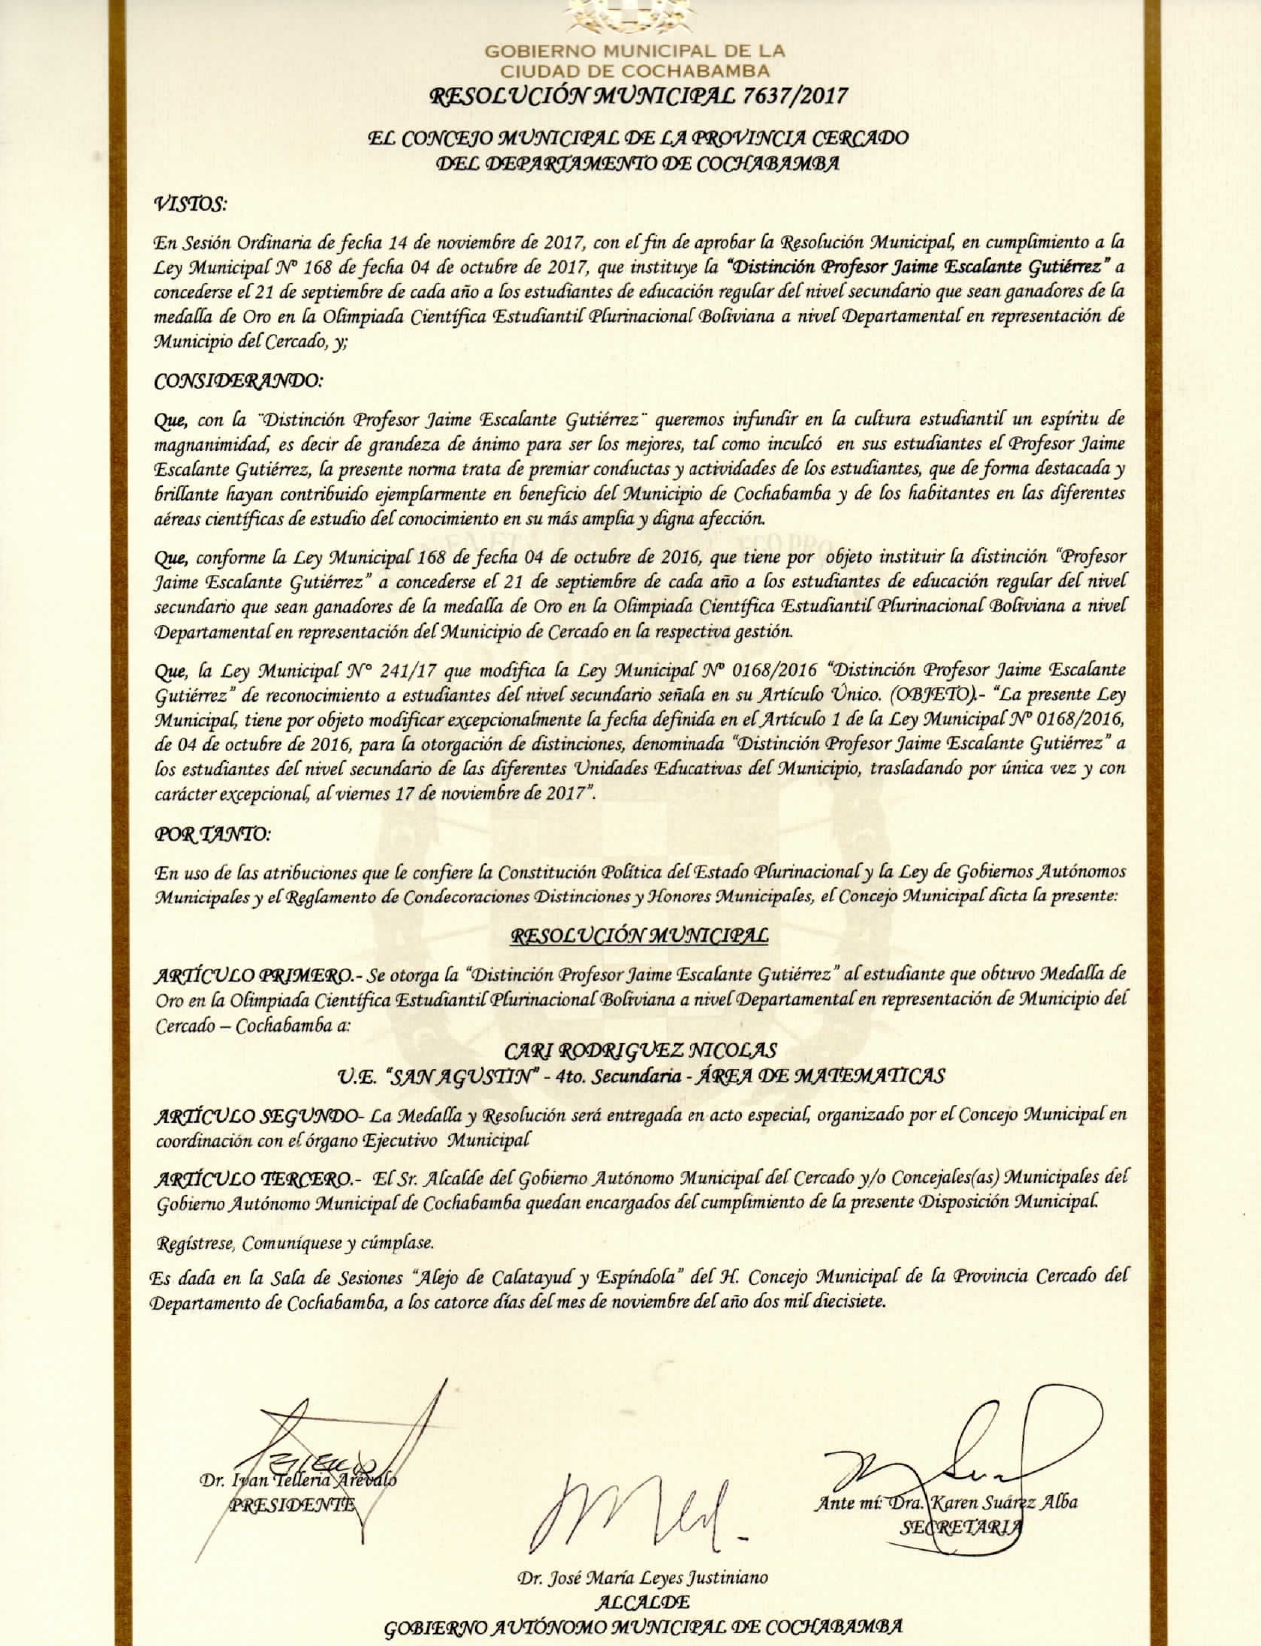 GOBIERNO MUNICIPAL DE LA
CIUDAD DE COCHABAMBA
RESOLUCIÓN MUNICIPAL 7637/2017
EL CONCEJO MUNICIPAL DE LA PROVINCIA CERCADO
DEL DEPARTAMENTO DE COCHABAMBA
VISTOS:
En Sesión Ordinaria de fecha 14 de noviembre de 2017, con el fin de aprobar la Resolución Municipal, en cumplimiento a la
Ley Municipal Nº 168 de fecha 04 de octubre de 2017, que instituye la "Distinción Profesor Jaime Escalante Gutiérrez" a
concederse el 21 de septiembre de cada año a los estudiantes de educación regular del nivel secundario que sean ganadores de la
medalla de Oro en la Olimpiada Científica Estudiantil Plurinacional Boliviana a nivel Departamental en representación de
Municipio del Cercado, y;
CONSIDERANDO:
Que, con la ¨Distinción Profesor Jaime Escalante Gutiérrez¨ queremos infundir en la cultura estudiantil un espíritu de
magnanimidad, es decir de grandeza de ánimo para ser los mejores, tal como inculcó en sus estudiantes el Profesor Jaime
Escalante Gutiérrez, la presente norma trata de premiar conductas y actividades de los estudiantes, que de forma destacada y
brillante hayan contribuido ejemplarmente en beneficio del Municipio de Cochabamba y de los habitantes en las diferentes
aéreas científicas de estudio del conocimiento en su más amplia y digna afección.
Que, conforme la Ley Municipal 168 de fecha 04 de octubre de 2016, que tiene por objeto instituir la distinción "Profesor
Jaime Escalante Gutiérrez" a concederse el 21 de septiembre de cada año a los estudiantes de educación regular del nivel
secundario que sean ganadores de la medalla de Oro en la Olimpiada Científica Estudiantil Plurinacional Boliviana a nivel
Departamental en representación del Municipio de Cercado en la respectiva gestión.
Que, la Ley Municipal N° 241/17 que modifica la Ley Municipal Nº 0168/2016 "Distinción Profesor Jaime Escalante
Gutiérrez" de reconocimiento a estudiantes del nivel secundario señala en su Artículo Único. (OBJETO).- "La presente Ley
Municipal, tiene por objeto modificar excepcionalmente la fecha definida en el Artículo 1 de la Ley Municipal Nº 0168/2016,
de 04 de octubre de 2016, para la otorgación de distinciones, denominada "Distinción Profesor Jaime Escalante Gutiérrez" a
los estudiantes del nivel secundario de las diferentes Unidades Educativas del Municipio, trasladando por única vez y con
carácter excepcional, al viernes 17 de noviembre de 2017".
POR TANTO:
En uso de las atribuciones que le confiere la Constitución Política del Estado Plurinacional y la Ley de Gobiernos Autónomos
Municipales y el Reglamento de Condecoraciones Distinciones y Honores Municipales, el Concejo Municipal dicta la presente:
RESOLUCIÓN MUNICIPAL
ARTÍCULO PRIMERO.- Se otorga la "Distinción Profesor Jaime Escalante Gutiérrez" al estudiante que obtuvo Medalla de
Oro en la Olimpiada Científica Estudiantil Plurinacional Boliviana a nivel Departamental en representación de Municipio del
Cercado – Cochabamba a:
CARI RODRIGUEZ NICOLAS
U.E. "SAN AGUSTIN" - 4to. Secundaria - ÁREA DE MATEMATICAS
ARTÍCULO SEGUNDO- La Medalla y Resolución será entregada en acto especial, organizado por el Concejo Municipal en
coordinación con el órgano Ejecutivo Municipal
ARTÍCULO TERCERO.- El Sr. Alcalde del Gobierno Autónomo Municipal del Cercado y/o Concejales(as) Municipales del
Gobierno Autónomo Municipal de Cochabamba quedan encargados del cumplimiento de la presente Disposición Municipal.
Regístrese, Comuníquese y cúmplase.
Es dada en la Sala de Sesiones "Alejo de Calatayud y Espíndola" del H. Concejo Municipal de la Provincia Cercado del
Departamento de Cochabamba, a los catorce días del mes de noviembre del año dos mil diecisiete.
Dr. Ivan Telleria Arévalo
PRESIDENTE
Ante mí: Dra. Karen Suárez Alba
SECRETARIA
Dr. José María Leyes Justiniano
ALCALDE
GOBIERNO AUTÓNOMO MUNICIPAL DE COCHABAMBA